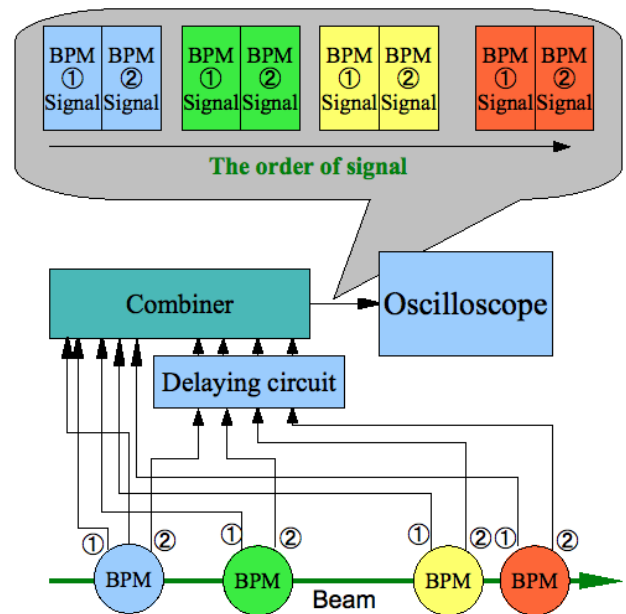 BPM BPM BPM BPM BPM BPM BPM BPM
① ② ① ② ① ② ① ②
Signal Signal Signal Signal Signal Signal Signal Signal
The order of signal
Combiner
Oscilloscope
Delaying circuit
① ② ① ② ① ② ① ②
BPM BPM BPM BPM
Beam